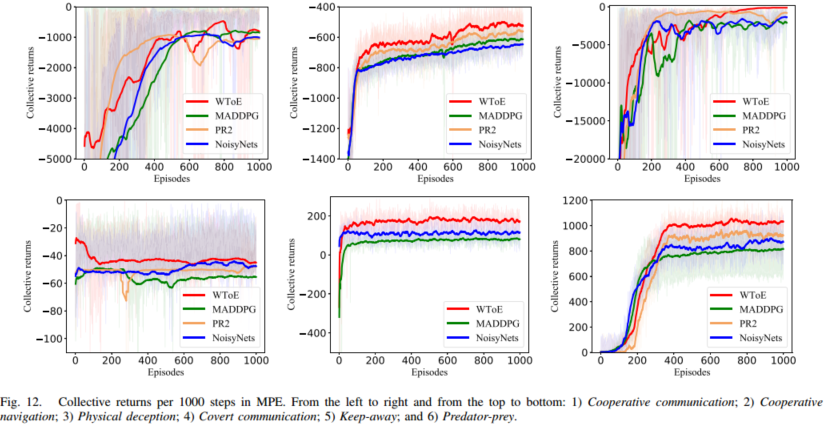 0
−1000
−2000
−3000
−4000
−5000
Collective returns
0 200 400 600 800 1000
Episodes
WToE
MADDPG
PR2
NoisyNets
−400
−600
−800
−1000
−1200
−1400
Collective returns
0 200 400 600 800 1000
Episodes
WToE
MADDPG
PR2
NoisyNets
0
−5000
−10000
−15000
−20000
Collective returns
0 200 400 600 800 1000
Episodes
WToE
MADDPG
PR2
NoisyNets
0
−20
−40
−60
−80
−100
Collective returns
0 200 400 600 800 1000
Episodes
WToE
MADDPG
PR2
NoisyNets
200
0
−200
−400
Collective returns
0 200 400 600 800 1000
Episodes
WToE
MADDPG
NoisyNets
1200
1000
800
600
400
200
0
Collective returns
0 200 400 600 800 1000
Episodes
WToE
MADDPG
PR2
NoisyNets
Fig. 12. Collective returns per 1000 steps in MPE. From the left to right and from the top to bottom: 1) Cooperative communication; 2) Cooperative
navigation; 3) Physical deception; 4) Covert communication; 5) Keep-away; and 6) Predator-prey.